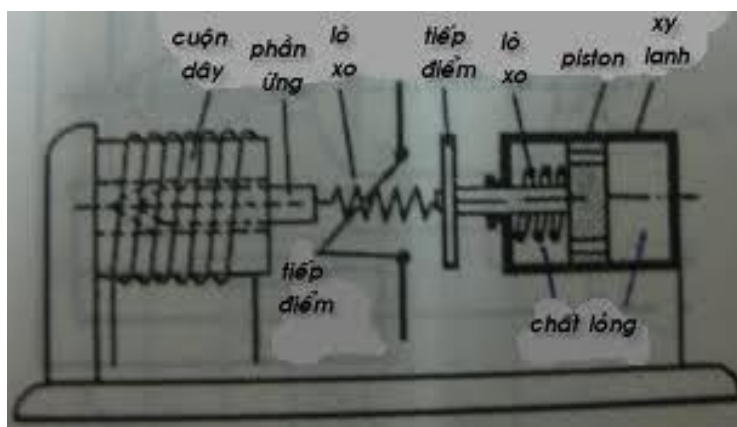 cuộn
dây
phần
ứng
lò
xo
tiếp
điểm
lò
xo
piston
xy
lanh
tiếp
điểm
chất lỏng